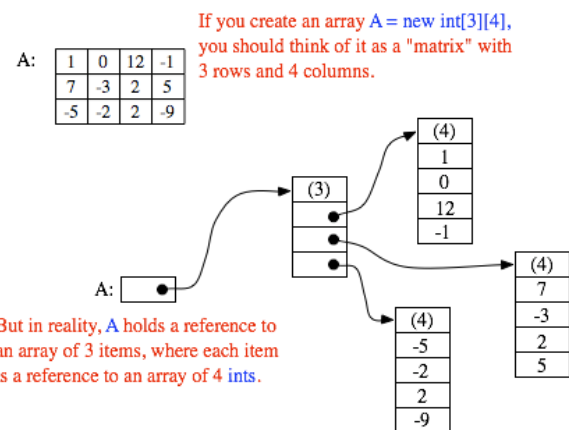 If you create an array A = new int[3][4],
you should think of it as a "matrix" with
3 rows and 4 columns.
A:
1 0 12 -1
7 -3 2 5
-5 -2 2 -9
(3)
(4)
1
0
12
-1
(4)
7
-3
2
5
A:
(4)
-5
-2
2
-9
But in reality, A holds a reference to
an array of 3 items, where each item
is a reference to an array of 4 ints.